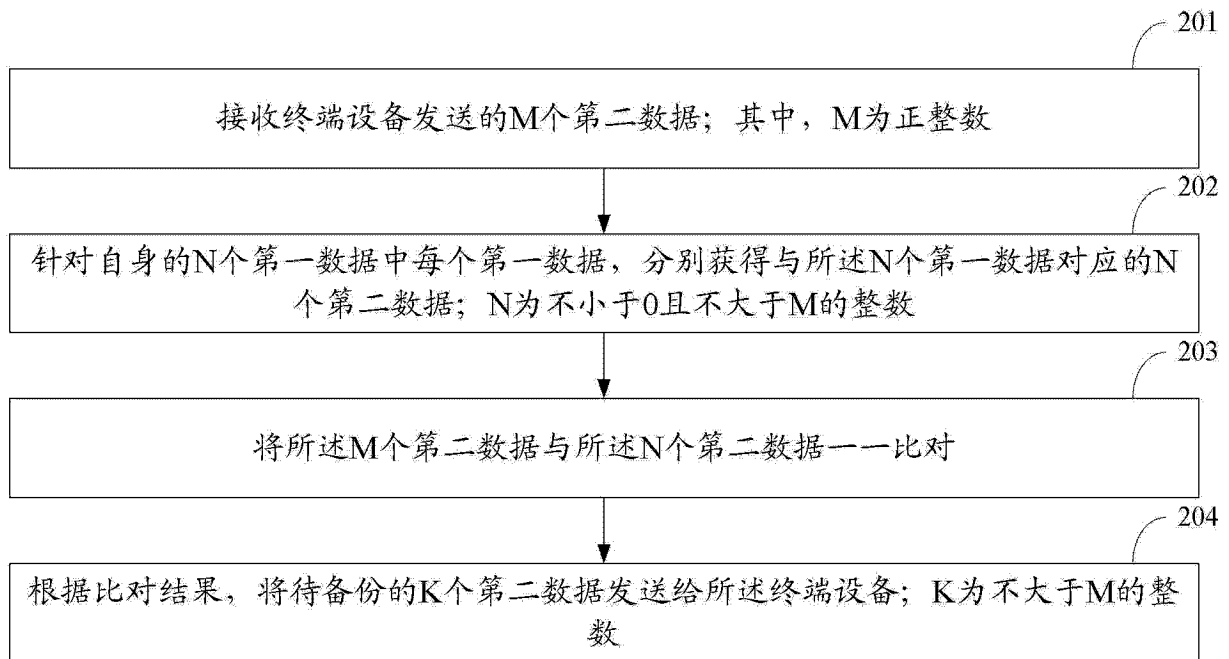 201
接收终端设备发送的M个第二数据；其中，M为正整数
202
针对自身的N个第一数据中每个第一数据，分别获得与所述N个第一数据对应的N
个第二数据；N为不小于0且不大于M的整数
203
将所述M个第二数据与所述N个第二数据一一比对
204
根据比对结果，将待备份的K个第二数据发送给所述终端设备；K为不大于M的整
数